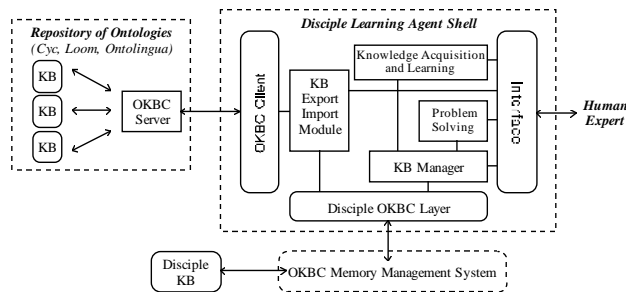 Repository of Ontologies
(Cyc, Loom, Ontolingua)
KB
KB
KB
OKBC
Server
Disciple Learning Agent Shell
OKBC Client
KB
Export
Import
Module
Knowledge Acquisition
and Learning
Problem
Solving
KB Manager
Interface
Disciple OKBC Layer
Human
Expert
Disciple
KB
OKBC Memory Management System